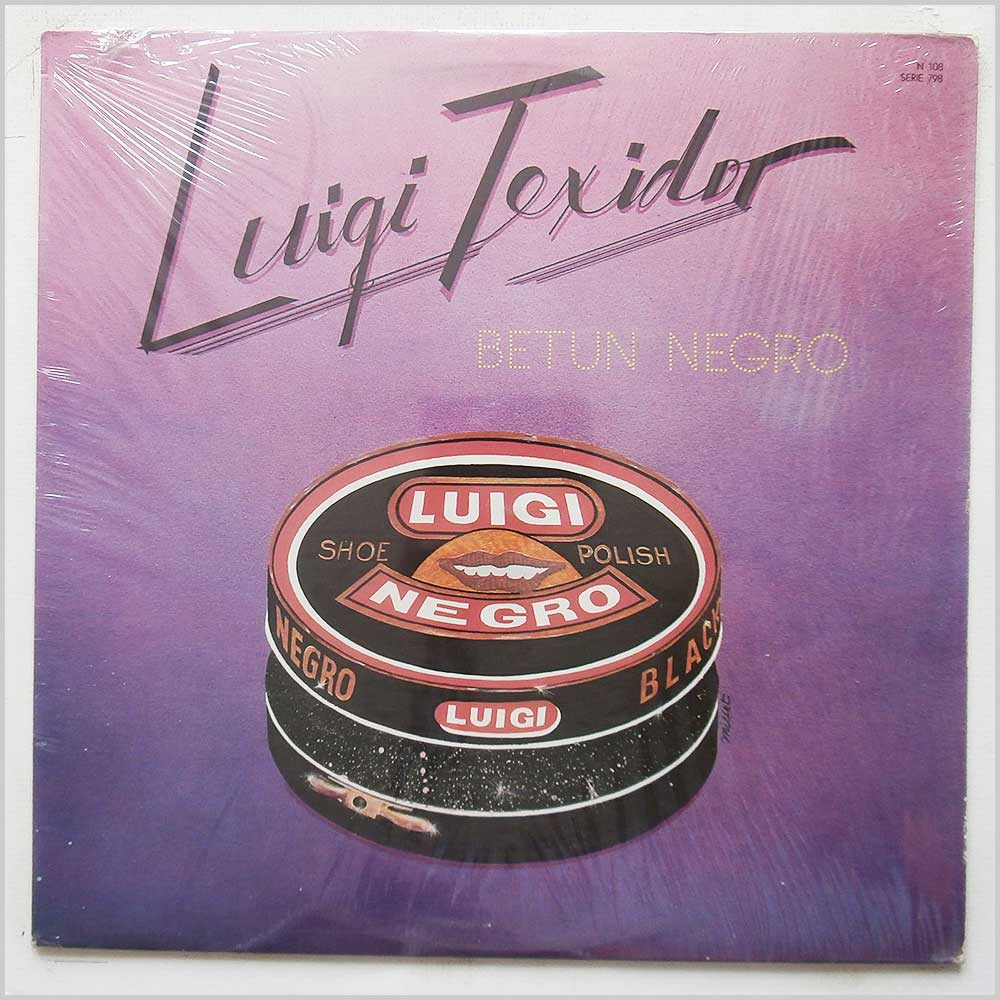 N 108
SERIE 798
Luigi Texidor
BETUN NEGRO
LUIGI
SHOE POLISH
NEGRO
NEGRO LUIGI BLACK